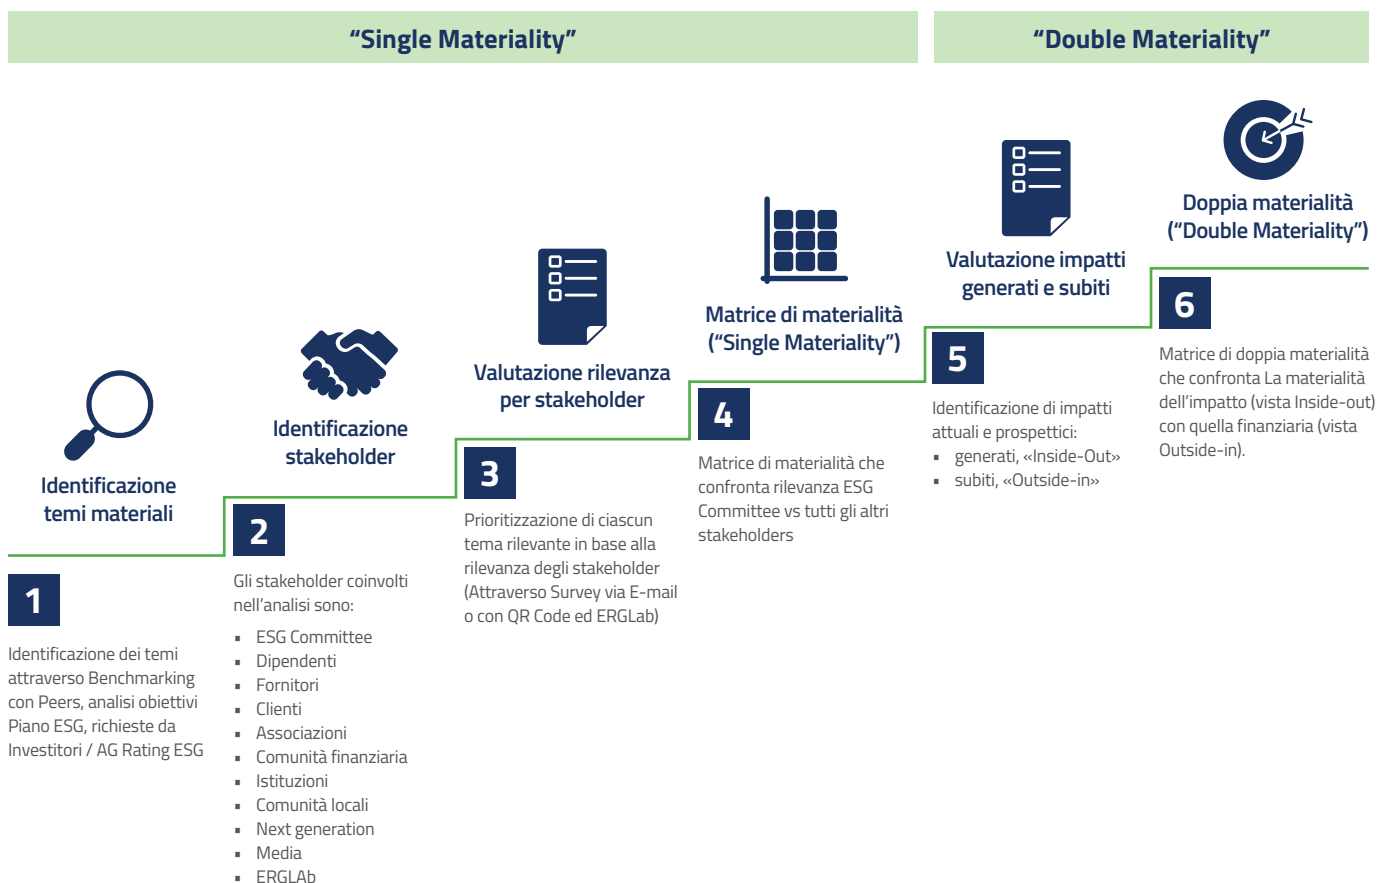 “Single Materiality”
“Double Materiality”
Identificazione
temi materiali
1
Identificazione dei temi
attraverso Benchmarking
con Peers, analisi obiettivi
Piano ESG, richieste da
Investitori / AG Rating ESG
Identificazione
stakeholder
2
Gli stakeholder coinvolti
nell’analisi sono:
▪ ESG Committee
▪ Dipendenti
▪ Fornitori
▪ Clienti
▪ Associazioni
▪ Comunità finanziaria
▪ Istituzioni
▪ Comunità locali
▪ Next generation
▪ Media
▪ ERGLAb
Valutazione rilevanza
per stakeholder
3
Prioritizzazione di ciascun
tema rilevante in base alla
rilevanza degli stakeholder
(Attraverso Survey via E-mail
o con QR Code ed ERGLab)
Matrice di materialità
(“Single Materiality”)
4
Matrice di materialità che
confronta rilevanza ESG
Committee vs tutti gli altri
stakeholders
Valutazione impatti
generati e subiti
5
Identificazione di impatti
attuali e prospettici:
▪ generati, «Inside-Out»
▪ subiti, «Outside-in»
Doppia materialità
(“Double Materiality”)
6
Matrice di doppia materialità
che confronta La materialità
dell’impatto (vista Inside-out)
con quella finanziaria (vista
Outside-in).